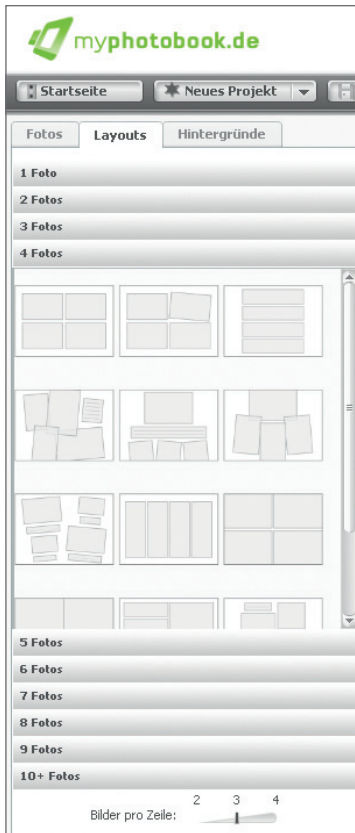 myphotobook.de
Startseite Neues Projekt
Fotos Layouts Hintergründe
1 Foto
2 Fotos
3 Fotos
4 Fotos
5 Fotos
6 Fotos
7 Fotos
8 Fotos
9 Fotos
10+ Fotos
2 3 4
Bilder pro Zeile: